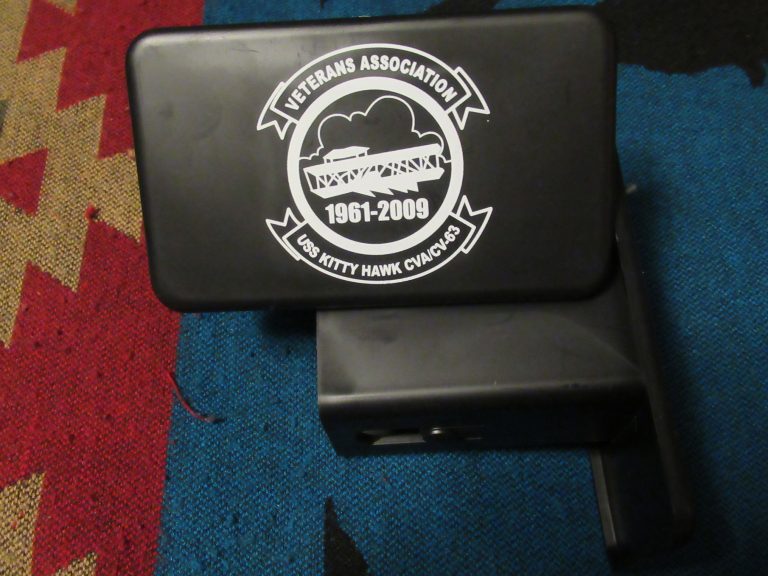 VETERANS ASSOCIATION
1961-2009
USS KITTY HAWK CVA/CV-63